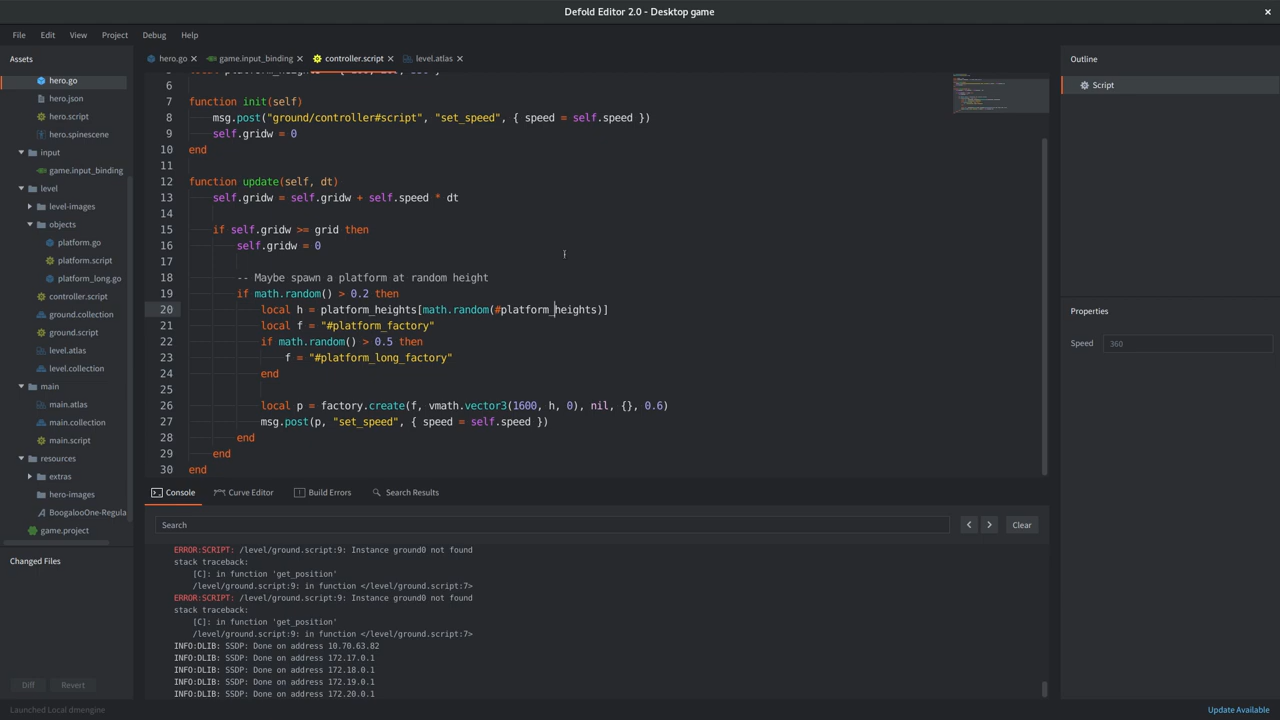 Defold Editor 2.0 - Desktop game
File Edit View Project Debug Help
Assets
hero.go
hero.json
hero.script
hero.spinescene
input
game.input_binding
level
level-images
objects
platform.go
platform.script
platform_long.go
controller.script
ground.collection
ground.script
level.atlas
level.collection
main
main.atlas
main.collection
main.script
resources
extras
hero-images
BoogalooOne-Regula
game.project
Changed Files
Diff Revert
Launched Local dmengine
hero.go game.input_binding controller.script level.atlas
6
7 function init(self)
8 msg.post("ground/controller#script", "set_speed", { speed = self.speed })
9 self.gridw = 0
10 end
11
12 function update(self, dt)
13 self.gridw = self.gridw + self.speed * dt
14
15 if self.gridw >= grid then
16 self.gridw = 0
17
18 -- Maybe spawn a platform at random height
19 if math.random() > 0.2 then
20 local h = platform_heights[math.random(#platform_heights)]
21 local f = "#platform_factory"
22 if math.random() > 0.5 then
23 f = "#platform_long_factory"
24 end
25
26 local p = factory.create(f, vmath.vector3(1600, h, 0), nil, {}, 0.6)
27 msg.post(p, "set_speed", { speed = self.speed })
28 end
29 end
30 end
Console Curve Editor Build Errors Search Results
Search Clear
ERROR:SCRIPT: /level/ground.script:9: Instance ground0 not found
stack traceback:
[C]: in function 'get_position'
/level/ground.script:9: in function </level/ground.script:7>
ERROR:SCRIPT: /level/ground.script:9: Instance ground0 not found
stack traceback:
[C]: in function 'get_position'
/level/ground.script:9: in function </level/ground.script:7>
INFO:DLIB: SSDP: Done on address 10.70.63.82
INFO:DLIB: SSDP: Done on address 172.17.0.1
INFO:DLIB: SSDP: Done on address 172.18.0.1
INFO:DLIB: SSDP: Done on address 172.19.0.1
INFO:DLIB: SSDP: Done on address 172.20.0.1
Outline
Script
Properties
Speed 360
Update Available